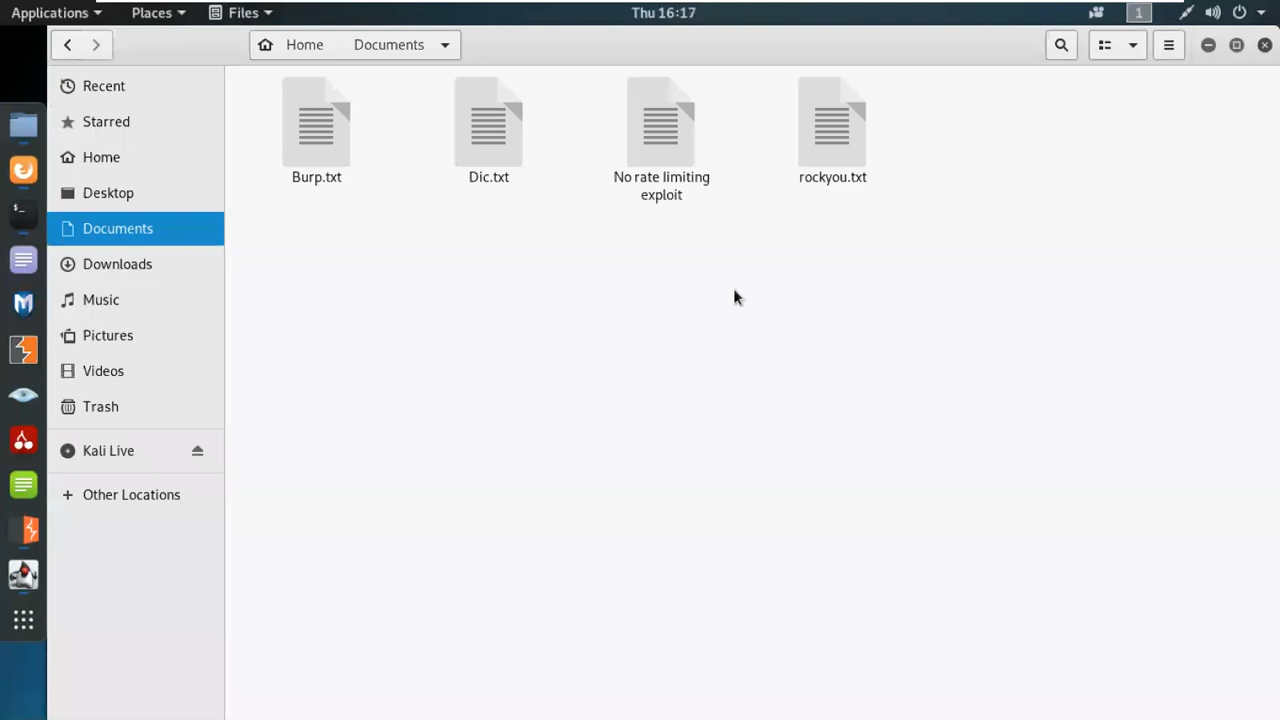 Applications Places Files Thu 16:17 1
Home Documents
Recent
Starred
Home
Desktop
Documents
Downloads
Music
Pictures
Videos
Trash
Kali Live
+ Other Locations
Burp.txt Dic.txt No rate limiting rockyou.txt
exploit